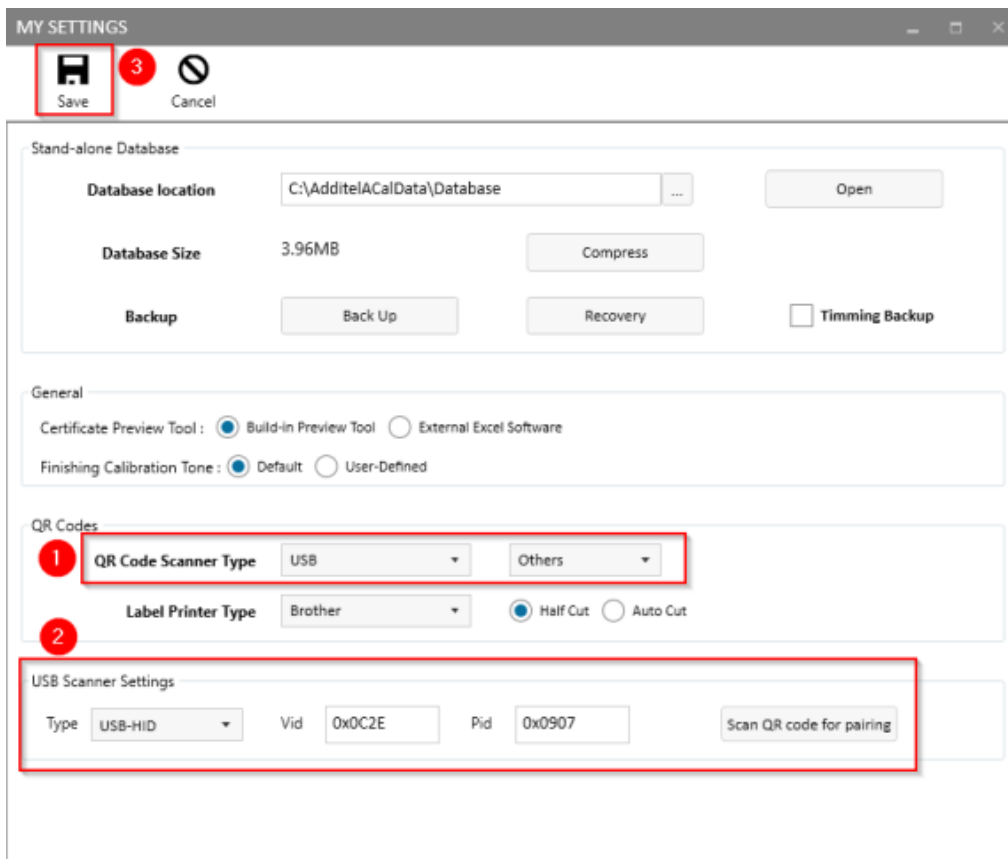 MY SETTINGS
3
Save Cancel
Stand-alone Database
Database location C:\AdditelACalData\Database ... Open
Database Size 3.96MB Compress
Backup Back Up Recovery Timming Backup
General
Certificate Preview Tool : Build-in Preview Tool External Excel Software
Finishing Calibration Tone : Default User-Defined
QR Codes
1 QR Code Scanner Type USB Others
Label Printer Type Brother Half Cut Auto Cut
2
USB Scanner Settings
Type USB-HID Vid 0x0C2E Pid 0x0907 Scan QR code for pairing